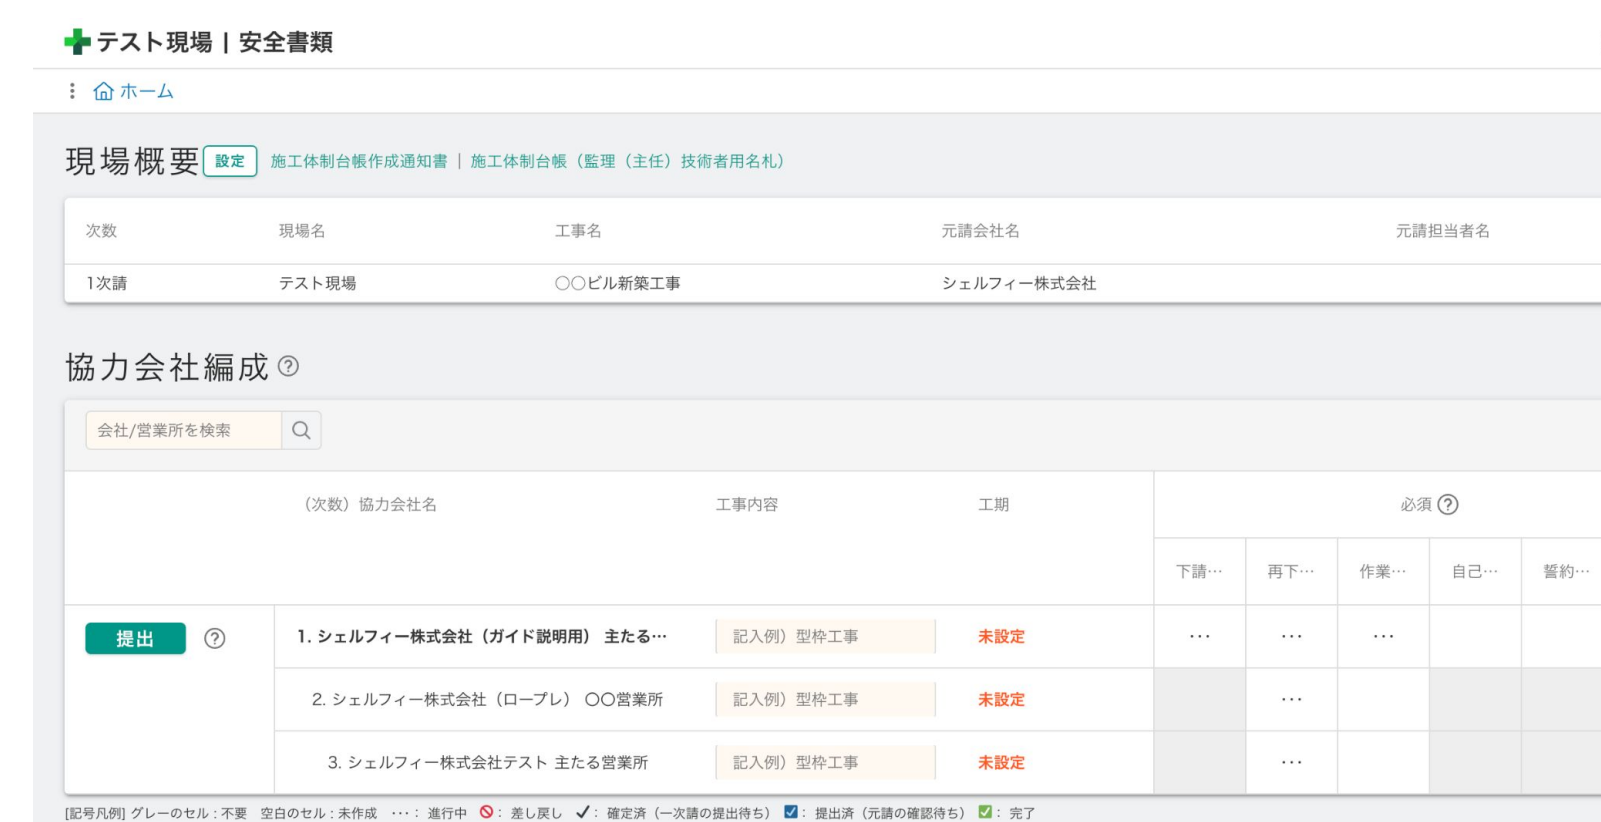 テスト現場 | 安全書類
ホーム
現場概要 設定 施工体制台帳作成通知書 | 施工体制台帳（監理（主任）技術者用名札）
次数 現場名 工事名 元請会社名 元請担当者名
1次請 テスト現場 〇〇ビル新築工事 シェルフィー株式会社
協力会社編成 ?
会社/営業所を検索
（次数）協力会社名 工事内容 工期 必須 ?
下請… 再下… 作業… 自己… 誓約…
提出 ? 1. シェルフィー株式会社（ガイド説明用） 主たる… 記入例）型枠工事 未設定 … … …
2. シェルフィー株式会社（ロープレ） 〇〇営業所 記入例）型枠工事 未設定 …
3. シェルフィー株式会社テスト 主たる営業所 記入例）型枠工事 未設定 …
[記号凡例] グレーのセル : 不要 空白のセル : 未作成 … : 進行中 🚫 : 差し戻し ✓ : 確定済（一次請の提出待ち） ☑ : 提出済（元請の確認待ち） ✅ : 完了